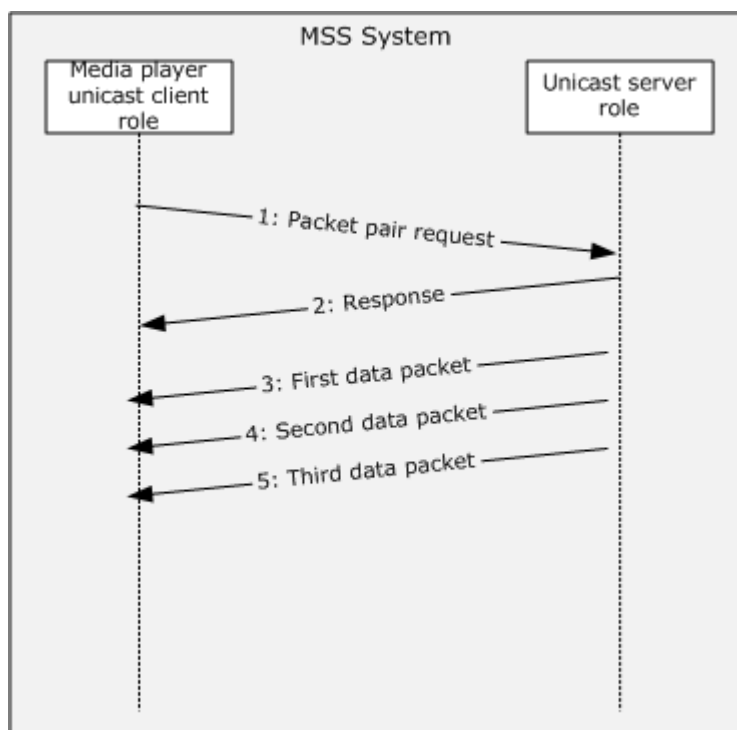 MSS System
Media player
unicast client
role
Unicast server
role
1: Packet pair request
2: Response
3: First data packet
4: Second data packet
5: Third data packet